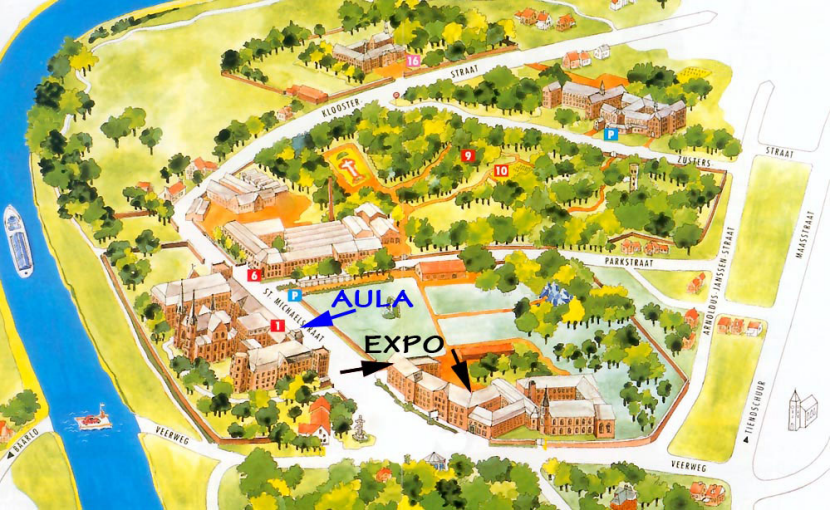 16
STRAAT
KLOOSTER-
P
ZUSTERS
STRAAT
9
10
MAASSTRAAT
ARNOLDUS-JANSSEN-STRAAT
PARKSTRAAT
6
P
ST. MICHAELSTRAAT
AULA
1
EXPO
TIENDSCHUUR
VEERWEG
BAARLO
VEERWEG